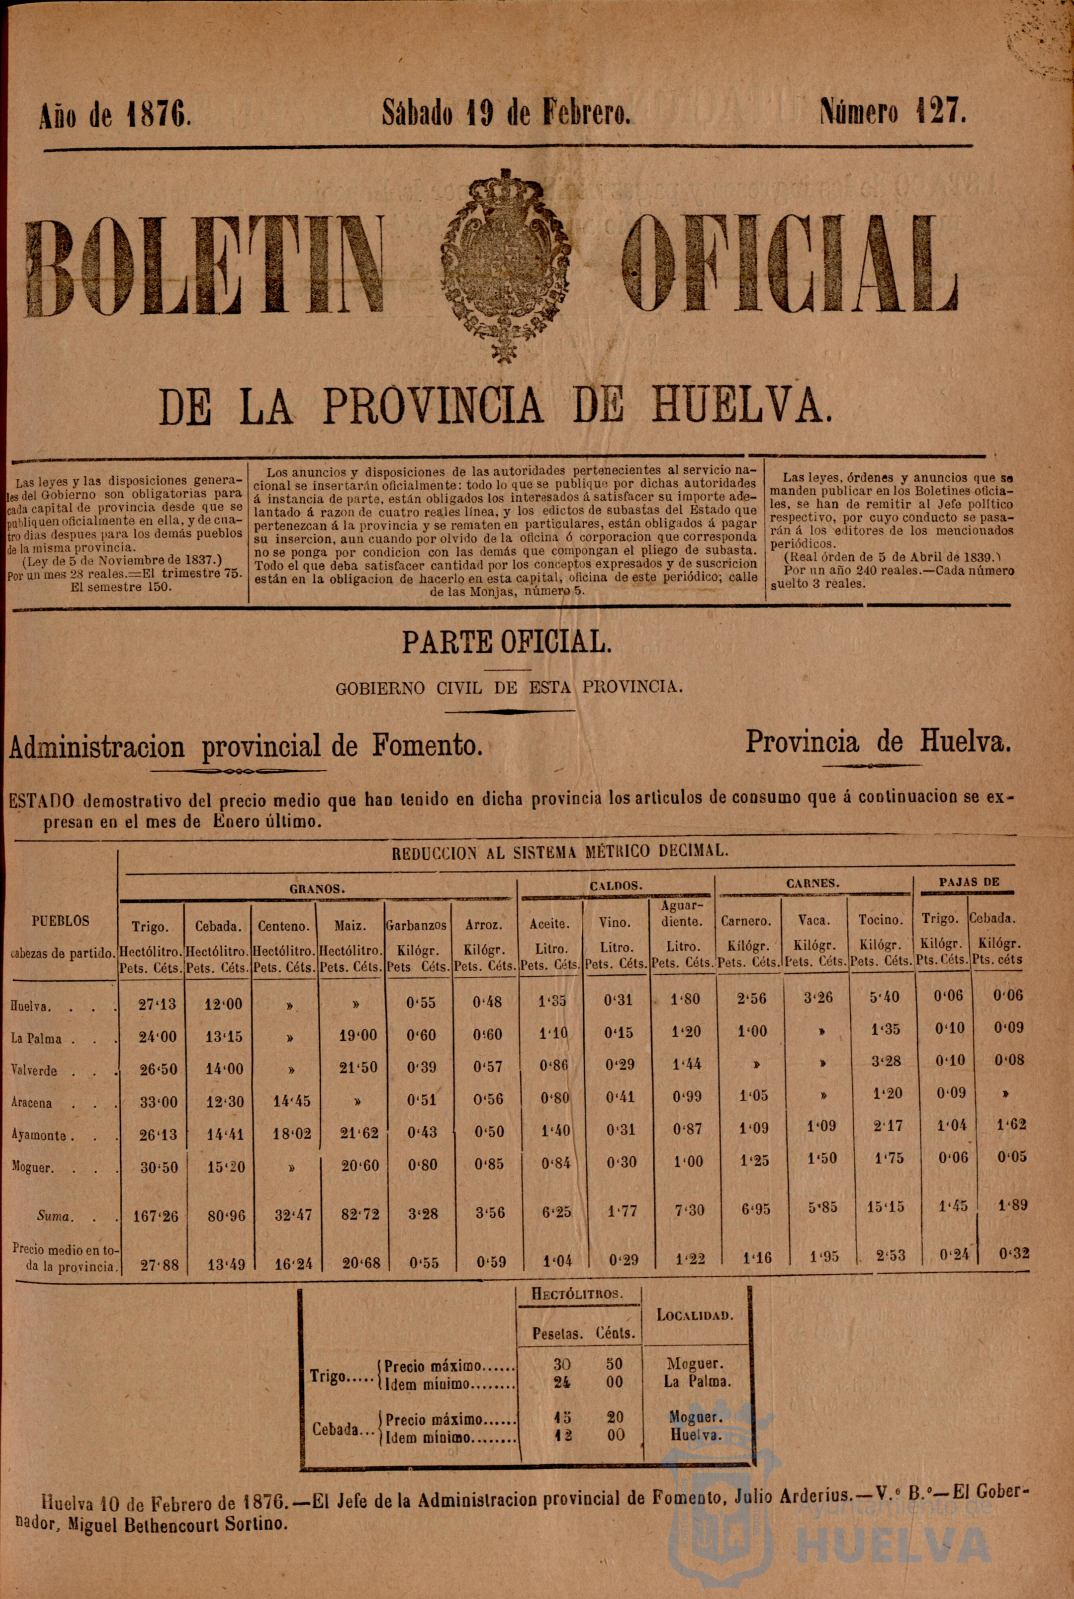 Año de 1876. Sábado 19 de Febrero. Número 127.
BOLETIN OFICIAL
DE LA PROVINCIA DE HUELVA.
Las leyes y las disposiciones genera-
les del Gobierno son obligatorias para
cada capital de provincia desde que se
publiquen oficialmente en ella, y de cua-
tro dias despues para los demás pueblos
de la misma provincia.
(Ley de 5 de Noviembre de 1837.)
Por un mes 28 reales.=El trimestre 75.
El semestre 150.
Los anuncios y disposiciones de las autoridades pertenecientes al servicio na-
cional se insertarán oficialmente: todo lo que se publique por dichas autoridades
á instancia de parte, están obligados los interesados á satisfacer su importe ade-
lantado á razon de cuatro reales línea, y los edictos de subastas del Estado que
pertenezcan á la provincia y se rematen en particulares, están obligados á pagar
su insercion, aun cuando por olvido de la oficina ó corporacion que corresponda
no se ponga por condicion con las demás que compongan el pliego de subasta.
Todo el que deba satisfacer cantidad por los conceptos expresados y de suscricion
están en la obligacion de hacerlo en esta capital, oficina de este periódico; calle
de las Monjas, número 5.
Las leyes, órdenes y anuncios que se
manden publicar en los Boletines oficia-
les, se han de remitir al Jefe político
respectivo, por cuyo conducto se pasa-
rán á los editores de los mencionados
periódicos.
(Real órden de 5 de Abril de 1839.)
Por un año 240 reales.—Cada número
suelto 3 reales.
PARTE OFICIAL.
GOBIERNO CIVIL DE ESTA PROVINCIA.
Administracion provincial de Fomento. Provincia de Huelva.
ESTADO demostrativo del precio medio que han tenido en dicha provincia los articulos de consumo que á continuacion se ex-
presan en el mes de Enero último.
REDUCCION AL SISTEMA MÉTRICO DECIMAL.
GRANOS. CALDOS. CARNES. PAJAS DE
PUEBLOS cabezas de partido. Trigo. Cebada. Centeno. Maiz. Garbanzos Arroz. Aceite. Vino. Aguar-diente. Carnero. Vaca. Tocino. Trigo. Cebada.
Hectólitro. Hectólitro. Hectólitro. Hectólitro. Kilógr. Kilógr. Litro. Litro. Litro. Kilógr. Kilógr. Kilógr. Kilógr. Kilógr.
Pets. Céts. Pets. Céts. Pets. Céts. Pets. Céts. Pets Céts. Pets. Céts. Pets. Céts. Pets. Céts. Pets. Céts. Pets. Céts. Pets. Céts. Pets. Céts. Pts. Céts. Pts. céts
Huelva. . . . 27·13 12·00 » » 0·55 0·48 1·35 0·31 1·80 2·56 3·26 5·40 0·06 0·06
La Palma . . . 24·00 13·15 » 19·00 0·60 0·60 1·10 0·15 1·20 1·00 » 1·35 0·10 0·09
Valverde . . . 26·50 14·00 » 21·50 0·39 0·57 0·86 0·29 1·44 » » 3·28 0·10 0·08
Aracena . . . 33·00 12·30 14·45 » 0·51 0·56 0·80 0·41 0·99 1·05 » 1·20 0·09 »
Ayamonte . . . 26·13 14·41 18·02 21·62 0·43 0·50 1·40 0·31 0·87 1·09 1·09 2·17 1·04 1·62
Moguer. . . . 30·50 15·20 » 20·60 0·80 0·85 0·84 0·30 1·00 1·25 1·50 1·75 0·06 0·05
Suma. . . 167·26 80·96 32·47 82·72 3·28 3·56 6·25 1·77 7·30 6·95 5·85 15·15 1·45 1·89
Precio medio en to-
da la provincia. 27·88 13·49 16·24 20·68 0·55 0·59 1·04 0·29 1·22 1·16 1·95 2·53 0·24 0·32
HECTÓLITROS. LOCALIDAD.
Pesetas. Cénts.
Trigo..... Precio máximo...... 30 50 Moguer.
Idem mínimo........ 24 00 La Palma.
Cebada... Precio máximo...... 15 20 Moguer.
Idem mínimo........ 12 00 Huelva.
Huelva 10 de Febrero de 1876.—El Jefe de la Administracion provincial de Fomento, Julio Arderius.—V.º B.º—El Gober-
nador, Miguel Bethencourt Sortino.
Ayuntamiento de
HUELVA